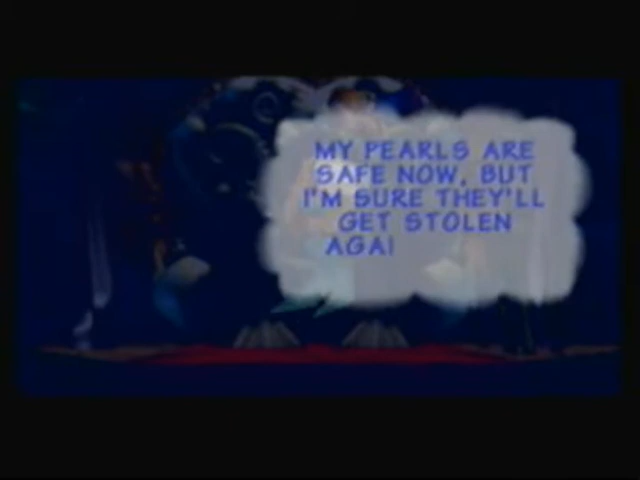 MY PEARLS ARE
SAFE NOW, BUT
I'M SURE THEY'LL
GET STOLEN
AGAI